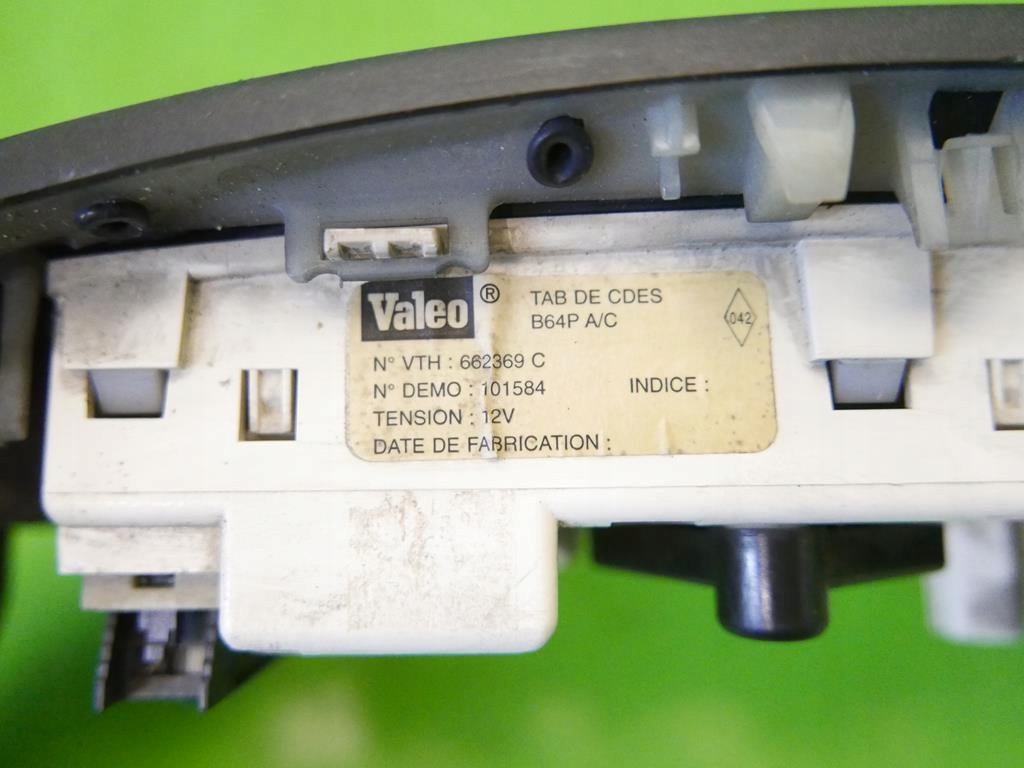 Valeo ® TAB DE CDES
B64P A/C
.042
N° VTH : 662369 C
N° DEMO : 101584 INDICE :
TENSION : 12V
DATE DE FABRICATION :